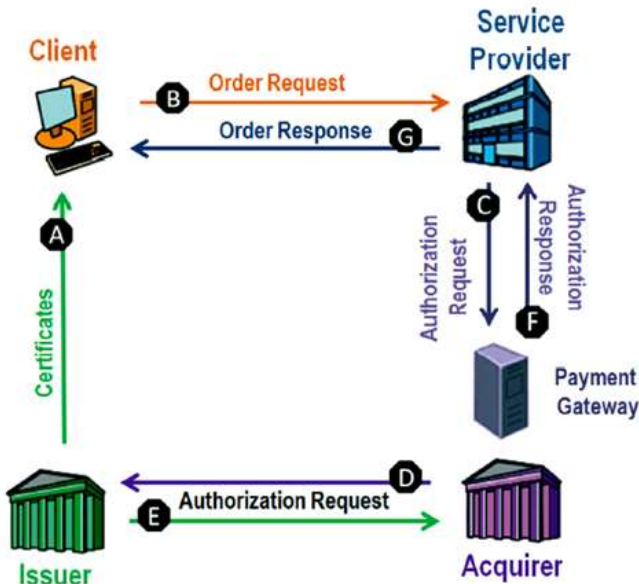 Client
Service
Provider
B
Order Request
Order Response
G
A
Certificates
C
Authorization
Request
Authorization
Response
F
Payment
Gateway
D
Authorization Request
E
Issuer
Acquirer